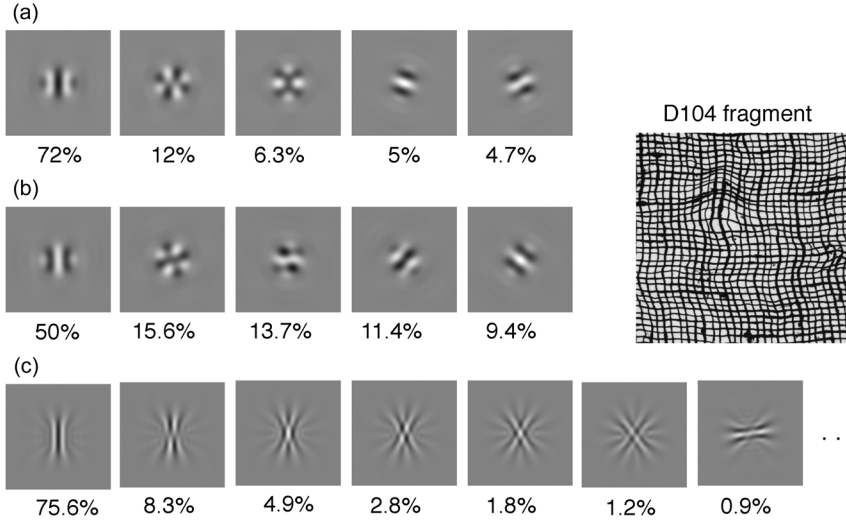 (a)
72% 12% 6.3% 5% 4.7%
D104 fragment
(b)
50% 15.6% 13.7% 11.4% 9.4%
(c)
. .
75.6% 8.3% 4.9% 2.8% 1.8% 1.2% 0.9%